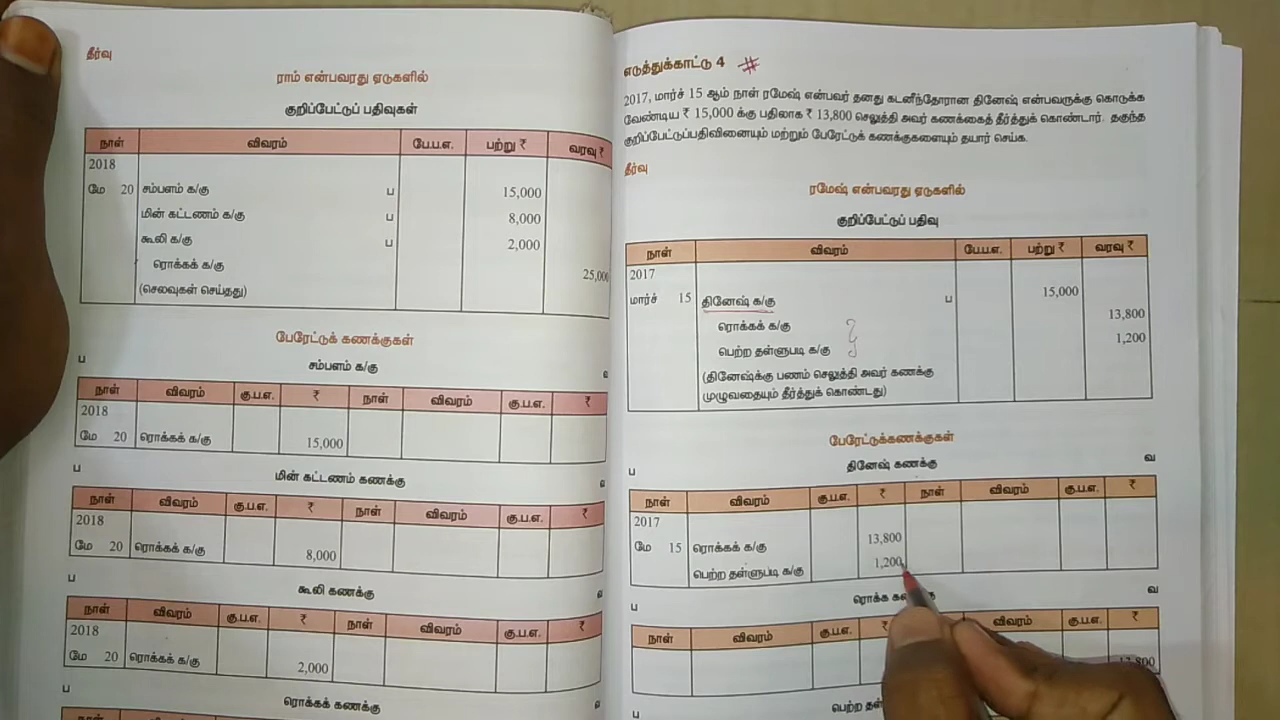 தீர்வு
ராம் என்பவரது ஏடுகளில்
குறிப்பேட்டுப் பதிவுகள்
நாள் விவரம் பே.ப.எ. பற்று ₹ வரவு ₹
2018
மே 20 சம்பளம் க/கு ப 15,000
மின் கட்டணம் க/கு ப 8,000
கூலி க/கு ப 2,000
ரொக்கக் க/கு 25,000
(செலவுகள் செய்தது)
பேரேட்டுக் கணக்குகள்
ப
சம்பளம் க/கு வ
நாள் விவரம் கு.ப.எ. ₹ நாள் விவரம் கு.ப.எ. ₹
2018
மே 20 ரொக்கக் க/கு 15,000
ப மின் கட்டணம் கணக்கு
நாள் விவரம் கு.ப.எ. ₹ நாள் விவரம் கு.ப.எ. ₹
2018
மே 20 ரொக்கக் க/கு 8,000
ப கூலி கணக்கு வ
நாள் விவரம் கு.ப.எ. ₹ நாள் விவரம் கு.ப.எ. ₹
2018
மே 20 ரொக்கக் க/கு 2,000
ப ரொக்கக் கணக்கு வ
நாள் விவரம் கு.ப.எ. ₹ நாள் விவரம் கு.ப.எ. ₹
எடுத்துக்காட்டு 4 #
2017, மார்ச் 15 ஆம் நாள் ரமேஷ் என்பவர் தனது கடனீந்தோரான தினேஷ் என்பவருக்கு கொடுக்க
வேண்டிய ₹ 15,000 க்கு பதிலாக ₹ 13,800 செலுத்தி அவர் கணக்கைத் தீர்த்துக் கொண்டார். தகுந்த
குறிப்பேட்டுப்பதிவினையும் மற்றும் பேரேட்டுக் கணக்குகளையும் தயார் செய்க.
தீர்வு
ரமேஷ் என்பவரது ஏடுகளில்
குறிப்பேட்டுப் பதிவு
நாள் விவரம் பே.ப.எ. பற்று ₹ வரவு ₹
2017
மார்ச் 15 தினேஷ் க/கு ப 15,000
ரொக்கக் க/கு 13,800
பெற்ற தள்ளுபடி க/கு 1,200
(தினேஷ்க்கு பணம் செலுத்தி அவர் கணக்கு
முழுவதையும் தீர்த்துக் கொண்டது)
பேரேட்டுக்கணக்குகள்
ப தினேஷ் கணக்கு வ
நாள் விவரம் கு.ப.எ. ₹ நாள் விவரம் கு.ப.எ. ₹
2017
மே 15 ரொக்கக் க/கு 13,800
பெற்ற தள்ளுபடி க/கு 1,200
ப ரொக்க வ
நாள் விவரம் கு.ப.எ. ₹ விவரம் கு.ப.எ. ₹
ப பெற்ற